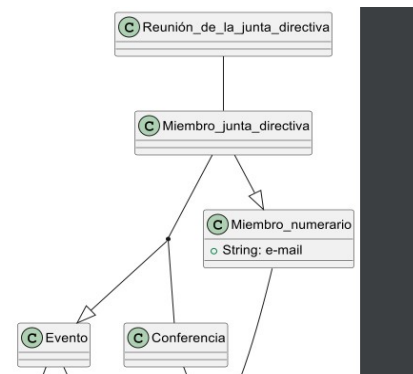 C Reunión_de_la_junta_directiva
C Miembro_junta_directiva
C Miembro_numerario
String: e-mail
C Evento
C Conferencia